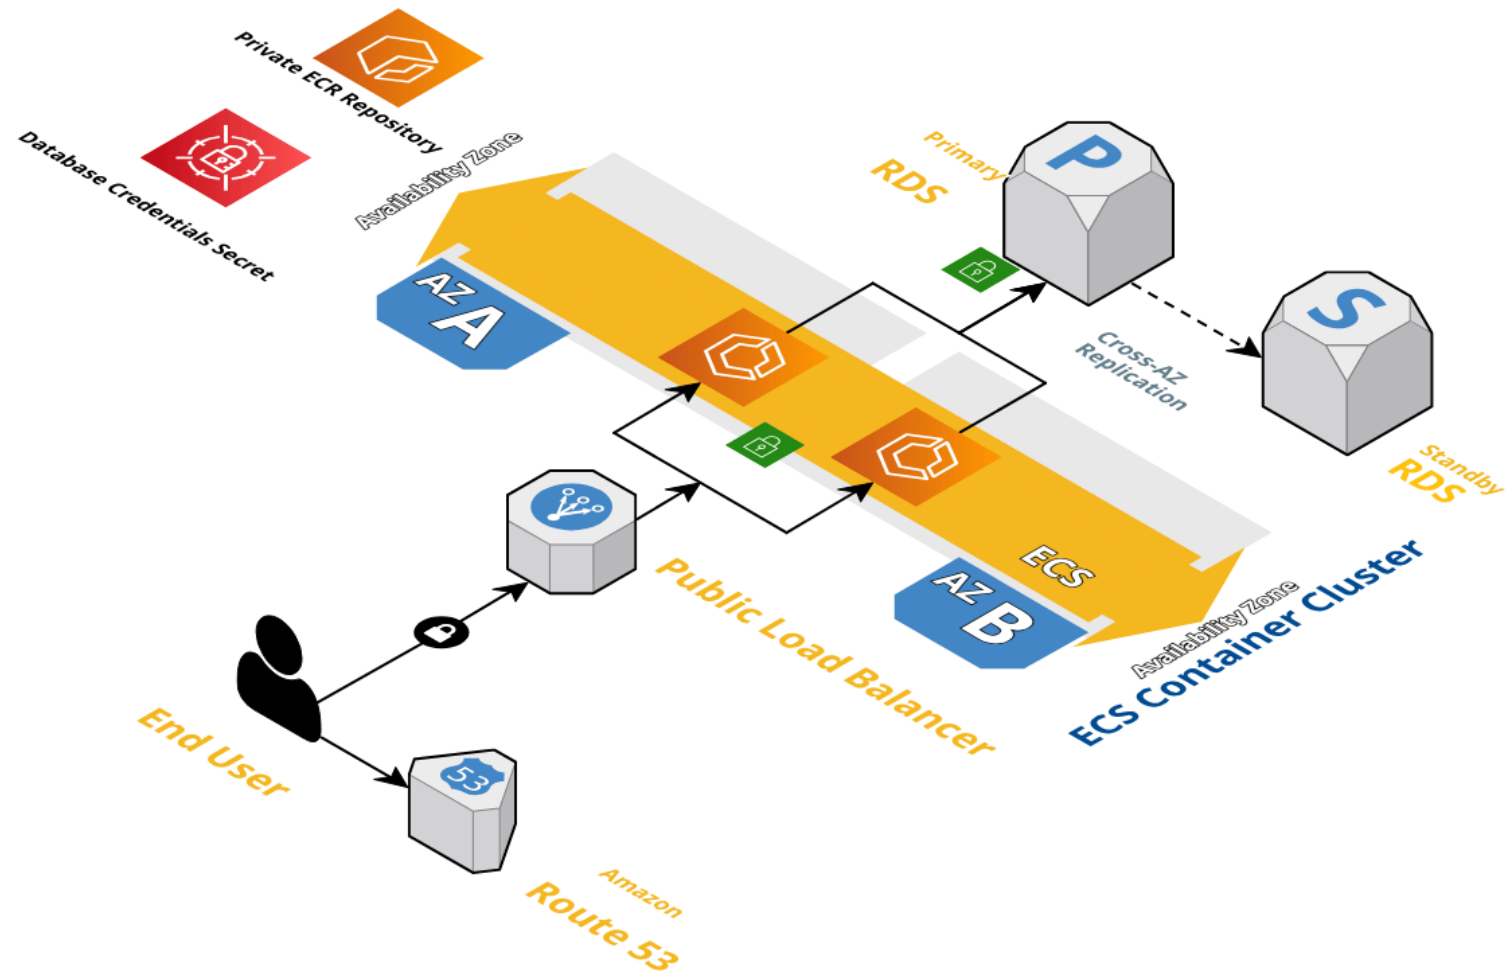 Private ECR Repository
Database Credentials Secret
Availability Zone
AZ
A
Primary
RDS
P
S
Cross-AZ
Replication
Standby
RDS
ECS
AZ
B
Availability Zone
ECS Container Cluster
Public Load Balancer
End User
53
Amazon
Route 53